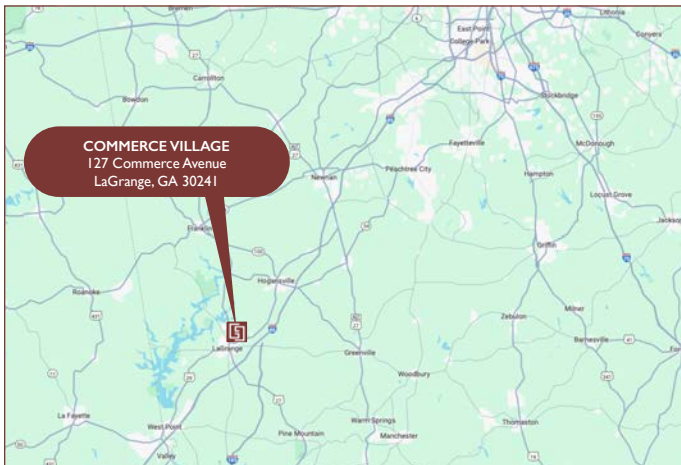 Bremen
Lithonia
East Point
College Park
Conyers
Carrollton
Bowdon
Stockbridge
COMMERCE VILLAGE
127 Commerce Avenue
LaGrange, GA 30241
Fayetteville
McDonough
Newnan
Peachtree City
Hampton
Locust Grove
Franklin
Jackson
Griffin
Roanoke
Hogansville
Zebulon
Milner
Barnesville
LaGrange
Greenville
Woodbury
La Fayette
West Point
Warm Springs
Thomaston
Valley
Pine Mountain
Manchester